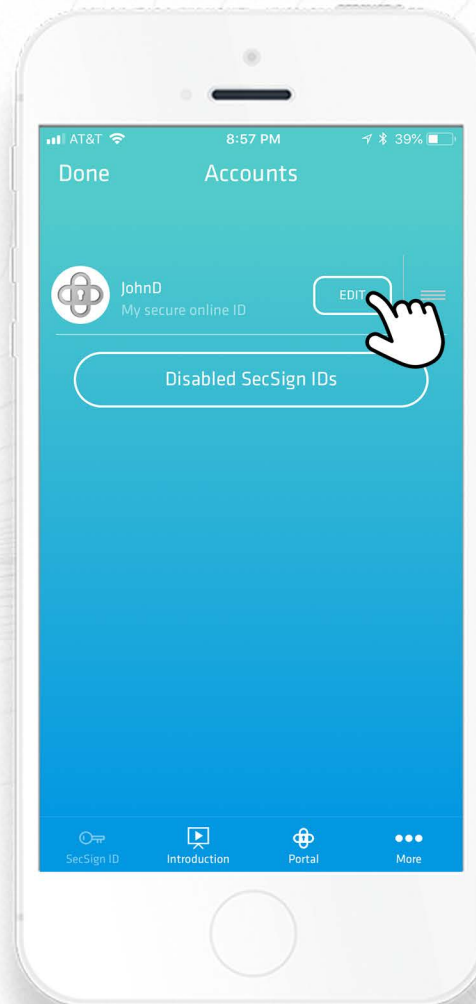 AT&T 8:57 PM 39%
Done Accounts
JohnD
My secure online ID
EDIT
Disabled SecSign IDs
SecSign ID Introduction Portal More